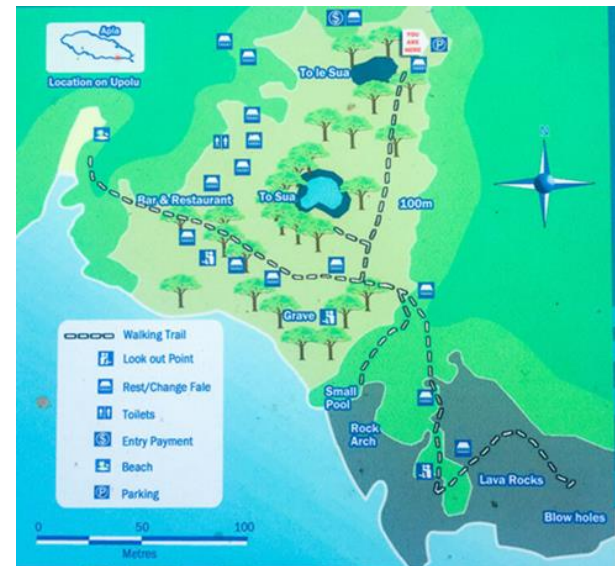 Apia
Location on Upolu
$
YOU
ARE
HERE
P
To le Sua
N
Bar & Restaurant
To Sua
100m
Grave
Small
Pool
Rock
Arch
Lava Rocks
Blow holes
Walking Trail
Look out Point
Rest/Change Fale
Toilets
$
Entry Payment
Beach
P
Parking
0
50
100
Metres